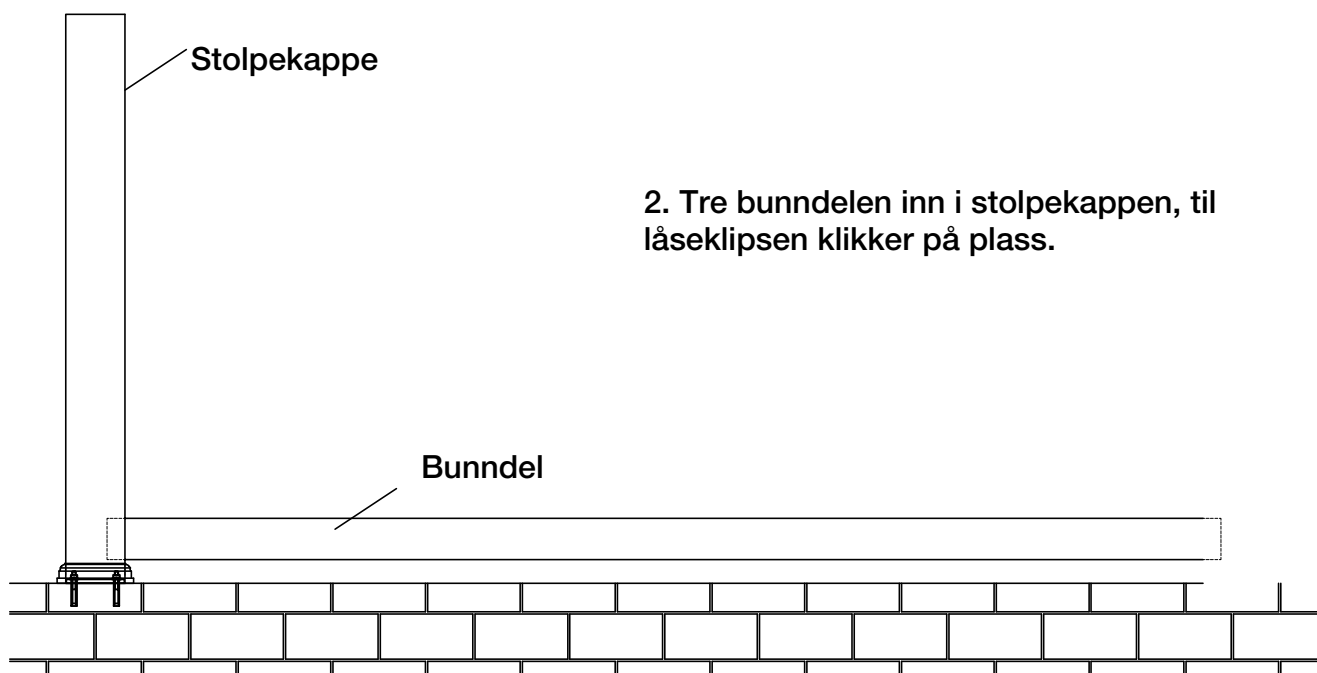 Stolpekappe
2. Tre bunndelen inn i stolpekappen, til
låseklipsen klikker på plass.
Bunndel